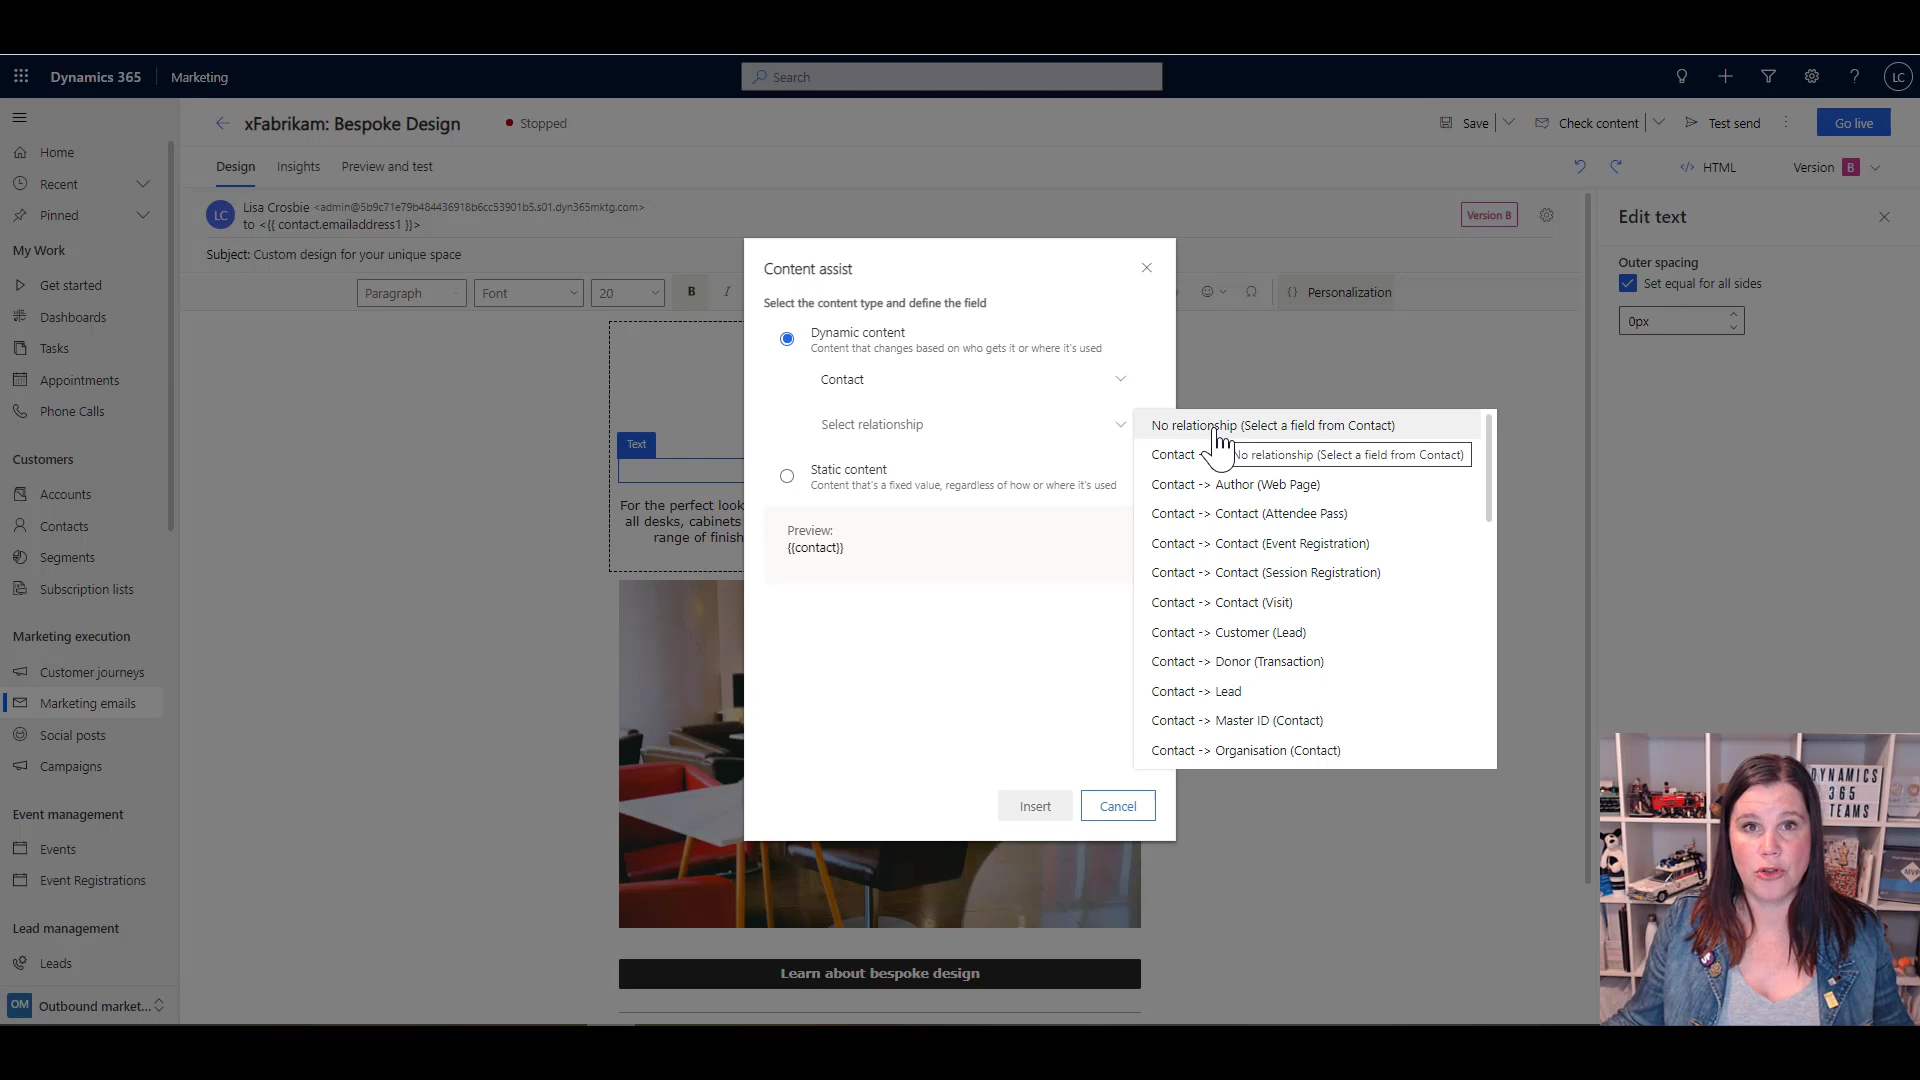 Dynamics 365
Marketing
Search
LC
xFabrikam: Bespoke Design
Stopped
Save
Check content
Test send
Go live
Home
Recent
Pinned
My Work
Get started
Dashboards
Tasks
Appointments
Phone Calls
Customers
Accounts
Contacts
Segments
Subscription lists
Marketing execution
Customer journeys
Marketing emails
Social posts
Campaigns
Event management
Events
Event Registrations
Lead management
Leads
OM Outbound market...
Design
Insights
Preview and test
</> HTML
Version B
LC
Lisa Crosbie <admin@5b9c71e79b484436918b6cc53901b5.s01.dyn365mktg.com>
to <{{ contact.emailaddress1 }}>
Version B
Subject: Custom design for your unique space
Paragraph
Font
20
B
I
Ω
{} Personalization
Text
For the perfect look
all desks, cabinets
range of finish
Learn about bespoke design
Content assist
Select the content type and define the field
Dynamic content
Content that changes based on who gets it or where it's used
Contact
Select relationship
Static content
Content that's a fixed value, regardless of how or where it's used
Preview:
{{contact}}
Insert
Cancel
No relationship (Select a field from Contact)
Contact -
No relationship (Select a field from Contact)
Contact -> Author (Web Page)
Contact -> Contact (Attendee Pass)
Contact -> Contact (Event Registration)
Contact -> Contact (Session Registration)
Contact -> Contact (Visit)
Contact -> Customer (Lead)
Contact -> Donor (Transaction)
Contact -> Lead
Contact -> Master ID (Contact)
Contact -> Organisation (Contact)
Edit text
Outer spacing
Set equal for all sides
0px
DYNAMICS
365
TEAMS
MVP